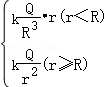 k Q/R³ • r (r<R)
k Q/r² (r⩾R)